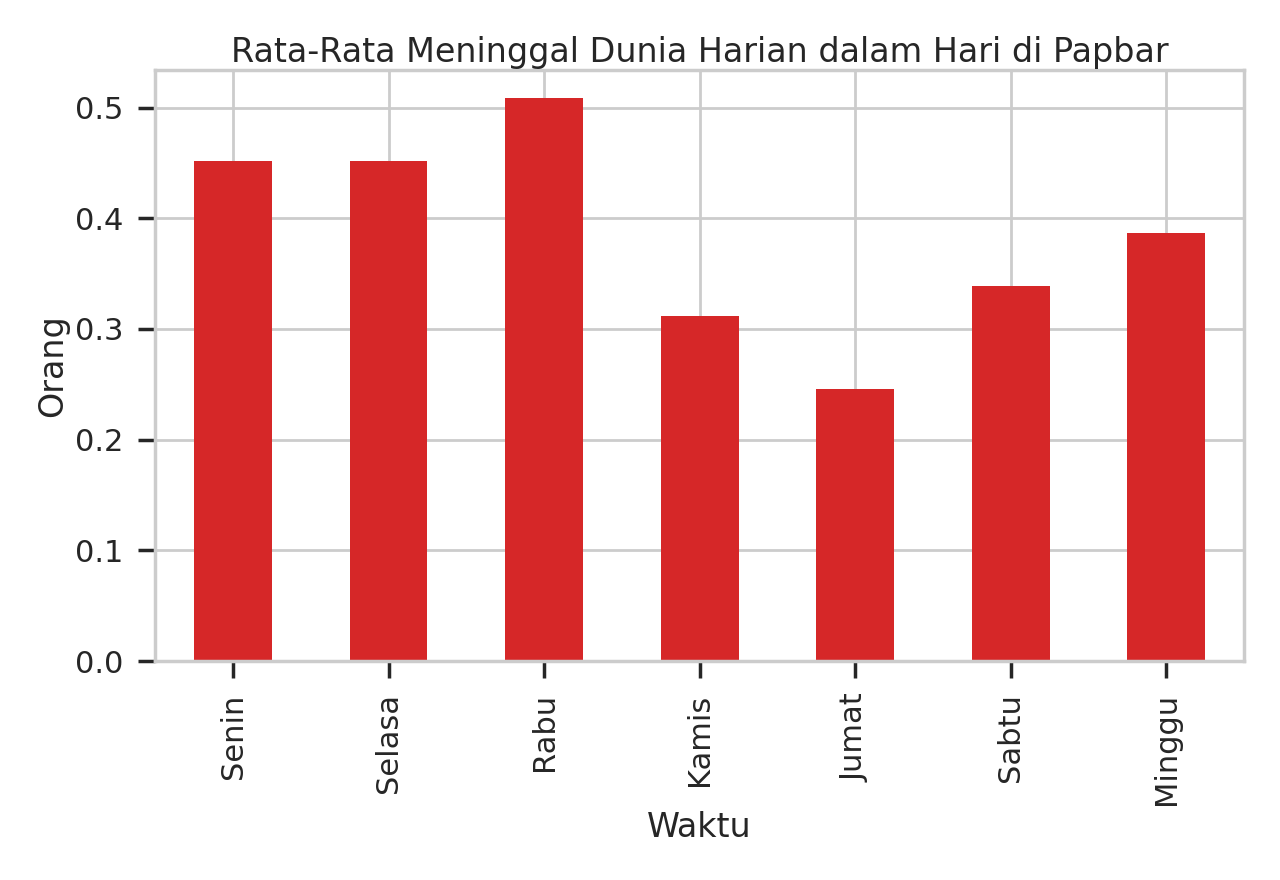 Rata-Rata Meninggal Dunia Harian dalam Hari di Papbar
Orang
0.5
0.4
0.3
0.2
0.1
0.0
Senin
Selasa
Rabu
Kamis
Jumat
Sabtu
Minggu
Waktu